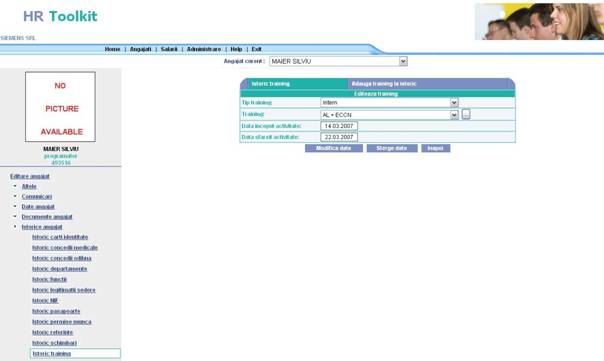 HR Toolkit
SIEMENS SRL
Home | Angajati | Salarii | Administrare | Help | Exit
Angajat curent: MAIER SILVIU
NO
PICTURE
AVAILABLE
MAIER SILVIU
programator
493516
Istoric training
Adauga training la istoric
Editeaza training
Tip training: Intern
Training: AL + ECCN ...
Data inceput activitate: 14.03.2007
Data sfarsit activitate: 22.03.2007
Modifica date
Sterge date
Inapoi
Editare angajat
Altele
Comunicari
Date angajat
Documente angajat
Istorice angajat
Istoric carti identitate
Istoric concedii medicale
Istoric concedii odihna
Istoric departamente
Istoric functii
Istoric legitimatii sedere
Istoric NIF
Istoric pasapoarte
Istoric permise munca
Istoric referinte
Istoric schimbari
Istoric training